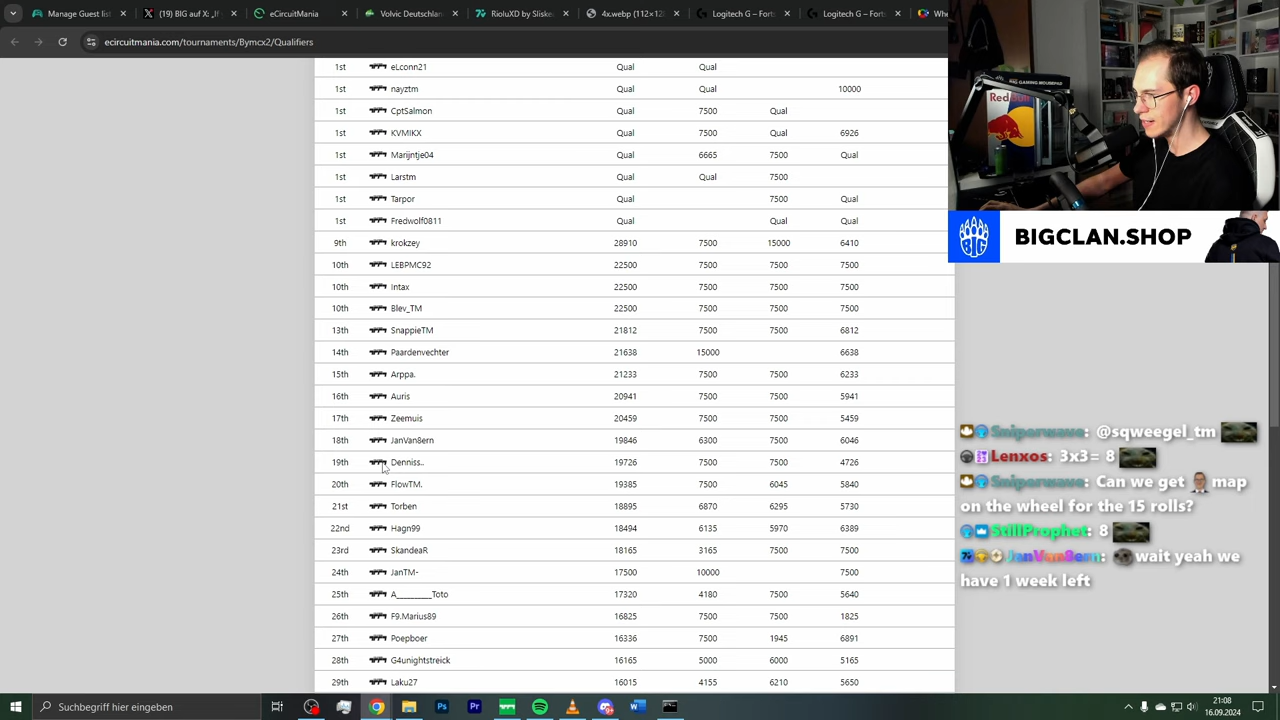 Manage Guest list
(19) BIG auf X: „If
eCircuitMania
Volvic Deutschlan
RioluXD by Sliske
4x.webp (112×12
Logitech G – Forti
Logitech G – Forti
Whe
ecircuitmania.com/tournaments/Bymcx2/Qualifiers
1st eLconn21 Qual Qual
1st nayztm Qual Qual 10000
1st CptSalmon Qual 7500 Qual
1st KVMIKX Qual 7500 Qual 6926
1st Marijntje04 Qual 6665 7500 Qual
1st Larstm Qual Qual 7500
1st Tarpor Qual 7500 Qual
1st Fredwolf0811 Qual Qual Qual
9th krokzey 28910 7500 15000 6410
10th LEBPMC92 22500 7500 7500 7500
10th Intax 22500 7500 7500 7500
10th Blev_TM 22500 7500 7500 7500
13th SnappieTM 21812 7500 7500 6812
14th Paardenvechter 21638 15000 6638
15th Arppa. 21233 7500 7500 6233
16th Auris 20941 7500 7500 5941
17th Zeemuis 20459 7500 7500 5459
18th JanVan8ern 19846 6300 7500 6046
19th Denniss.. 19726 7500 7500 4726
20th FlowTM. 19385 7500 6045 5840
21st Torben 18895 6870 6295 5730
22nd Hagn99 18494 6135 5970 6389
23rd SkandeaR 18165 3165 7500 7500
24th JanTM- 17500 10000 7500
25th A________Toto 17320 4180 7500 5640
26th F9.Marius89 16825 7500 7500 1825
27th Poepboer 16336 7500 1945 6891
28th G4unightstreick 16165 5000 6000 5165
29th Laku27 16015 4155 6210 5650
Red Bull
BIG
BIGCLAN.SHOP
Sniporwave: @sqweegel_tm
Lenxos: 3x3= 8
Sniporwave: Can we get map
on the wheel for the 15 rolls?
StillProphet: 8
JanVan8ern: wait yeah we
have 1 week left
Suchbegriff hier eingeben
21:08
16.09.2024